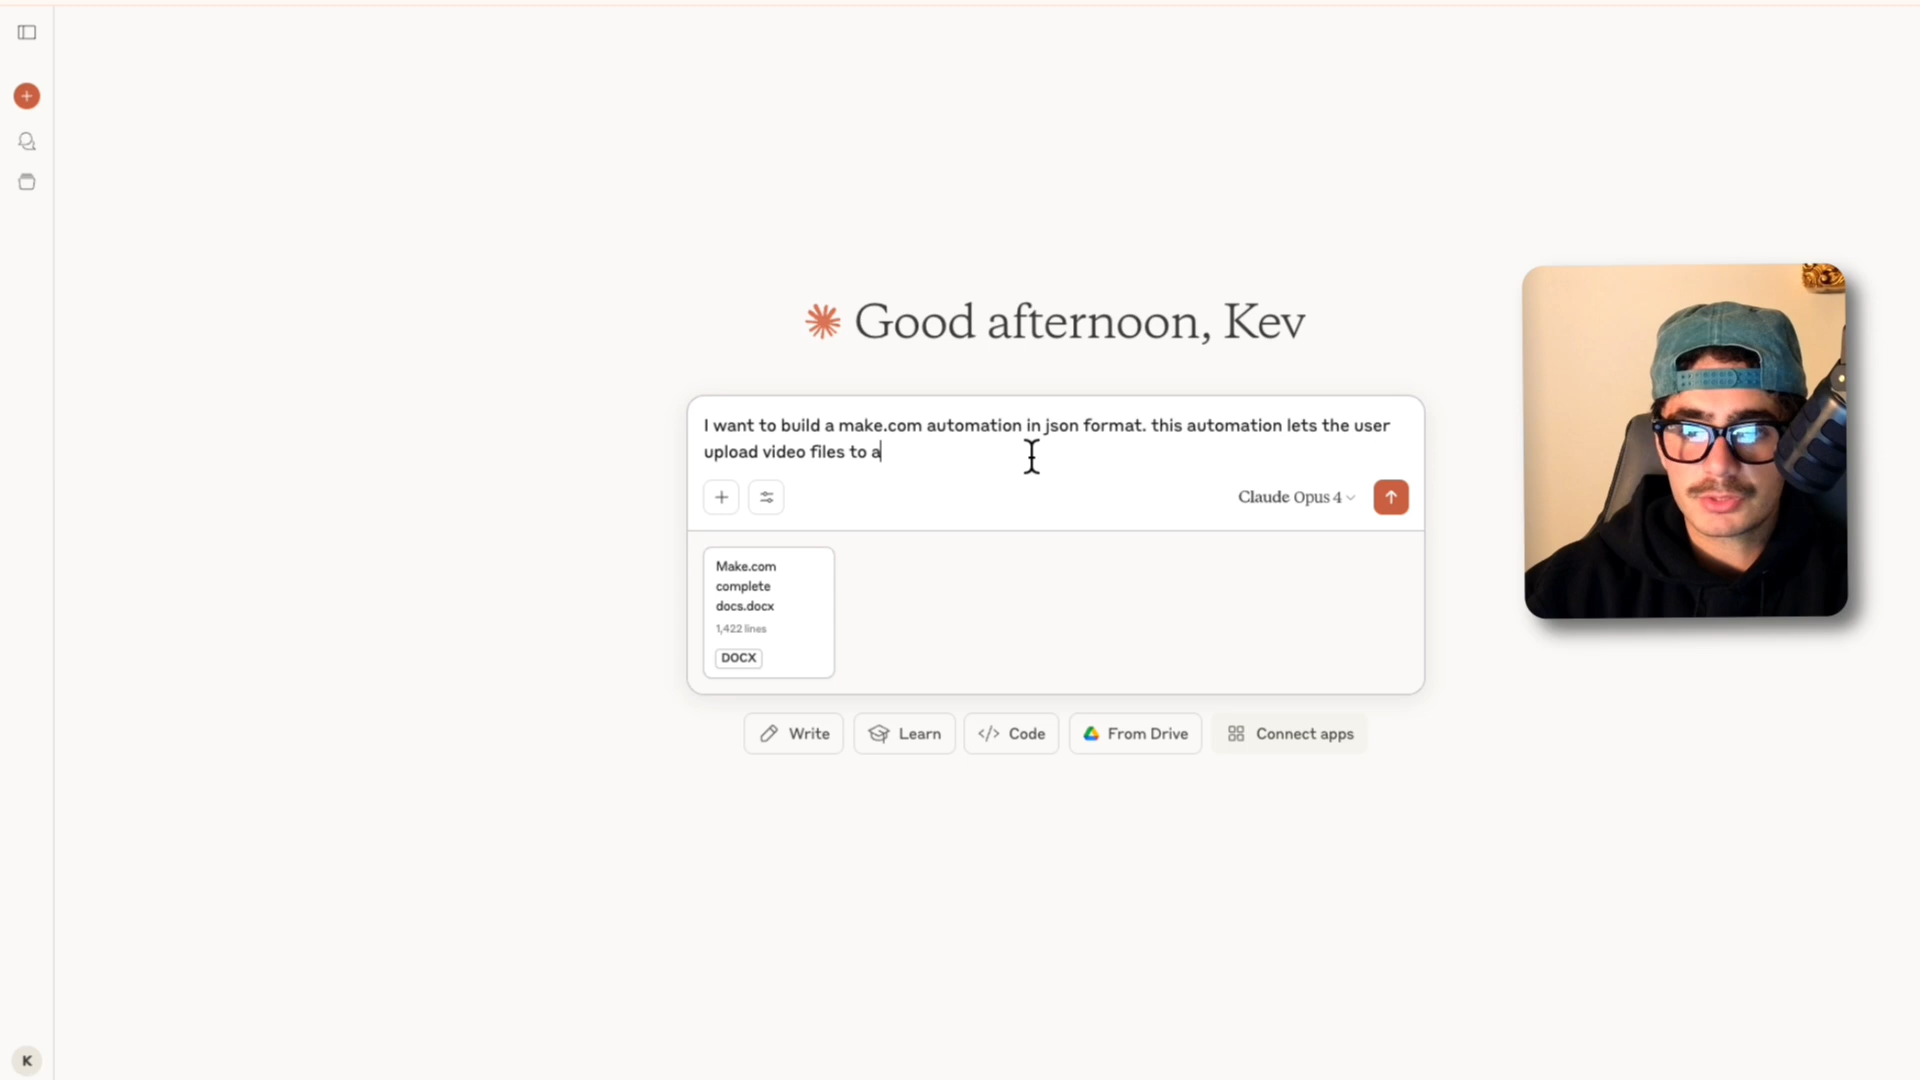 Good afternoon, Kev
I want to build a make.com automation in json format. this automation lets the user
upload video files to a
Claude Opus 4
Make.com
complete
docs.docx
1,422 lines
DOCX
Write
Learn
Code
From Drive
Connect apps
K